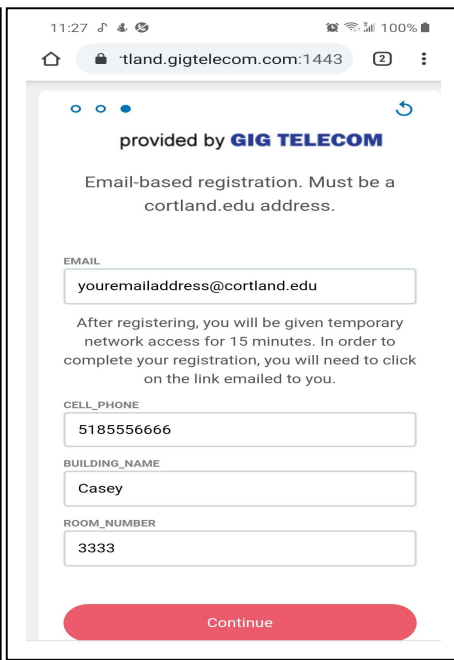 11:27
100%
tland.gigtelecom.com:1443 2
provided by GIG TELECOM
Email-based registration. Must be a
cortland.edu address.
EMAIL
youremailaddress@cortland.edu
After registering, you will be given temporary
network access for 15 minutes. In order to
complete your registration, you will need to click
on the link emailed to you.
CELL_PHONE
5185556666
BUILDING_NAME
Casey
ROOM_NUMBER
3333
Continue